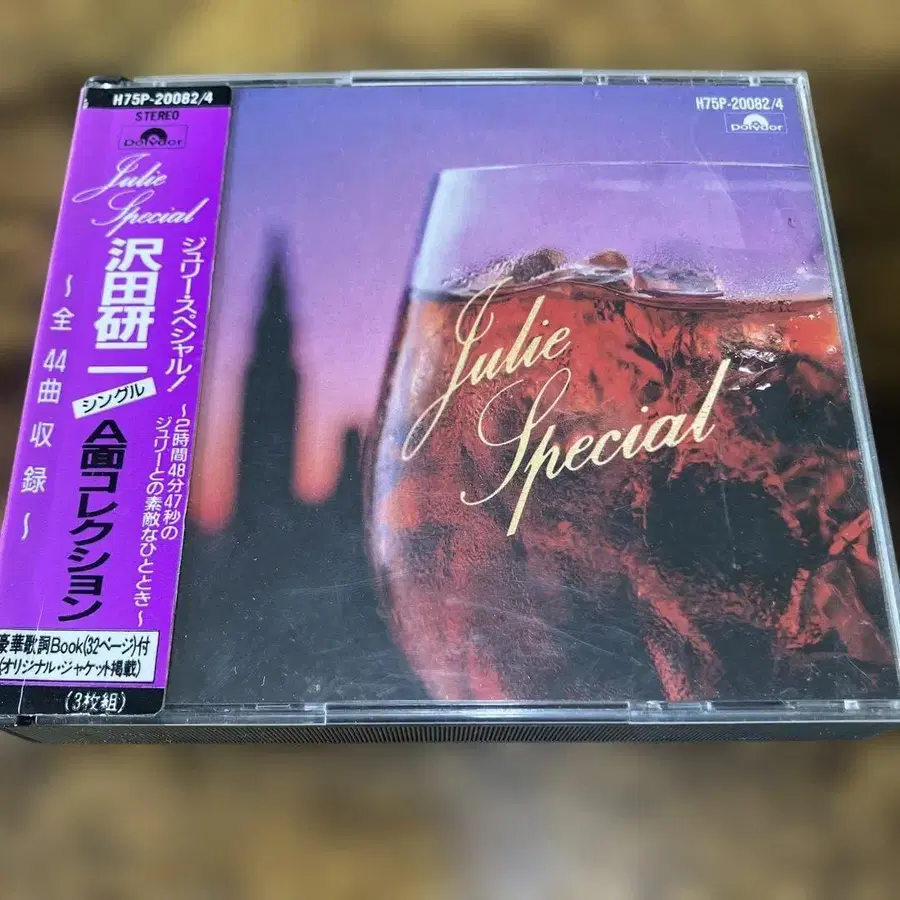 H75P-20082/4
STEREO
Polydor
Julie
Special
沢田研二
シングル
A面コレクション
～全44曲収録～
ジュリー・スペシャル!
～2時間48分47秒の
ジュリーとの素敵なひととき～
豪華歌詞Book(32ページ)付
(オリジナル・ジャケット掲載)
(3枚組)
H75P-20082/4
Polydor
Julie
Special